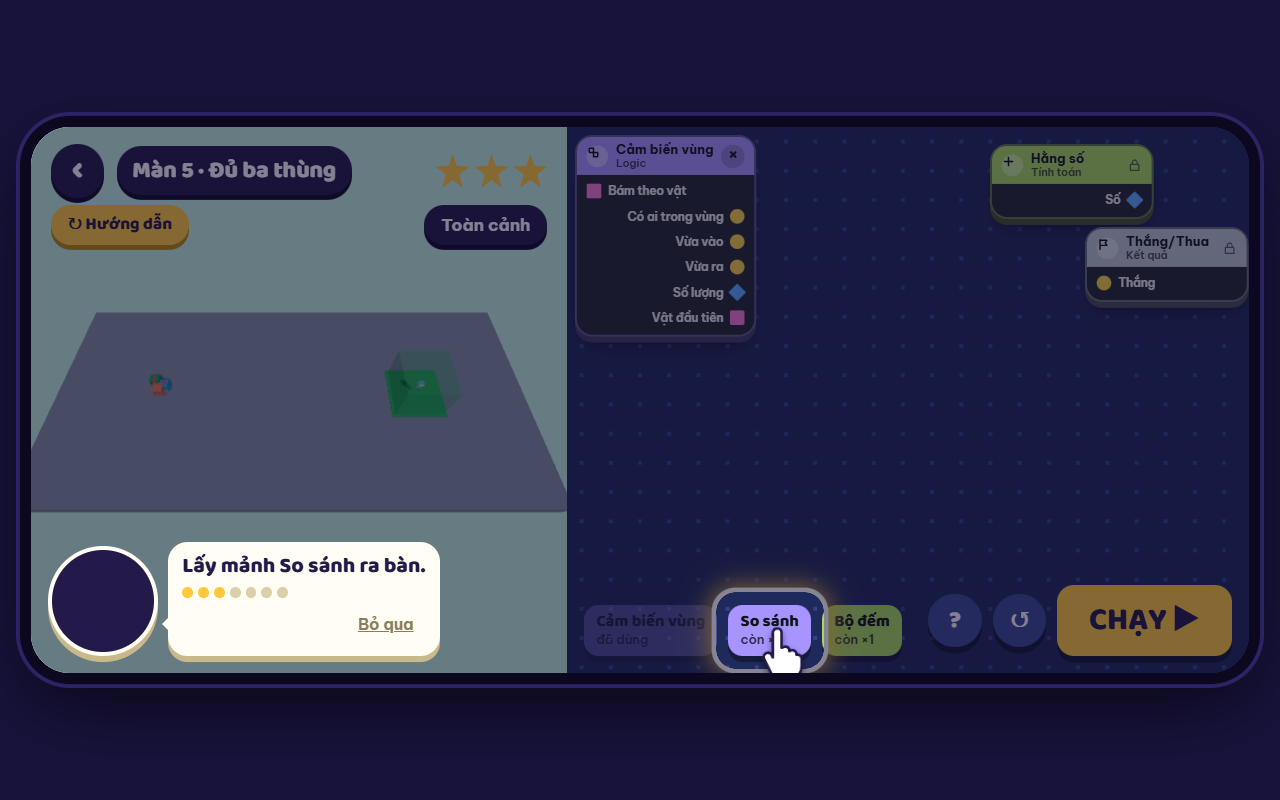 Màn 5 · Đủ ba thùng
Hướng dẫn
Toàn cảnh
Lấy mảnh So sánh ra bàn.
Bỏ qua
Cảm biến vùng
Logic
Bám theo vật
Có ai trong vùng
Vừa vào
Vừa ra
Số lượng
Vật đầu tiên
Hằng số
Tính toán
Số
Thắng/Thua
Kết quả
Thắng
Cảm biến vùng
đã dùng
So sánh
còn
Bộ đếm
còn ×1
?
CHẠY